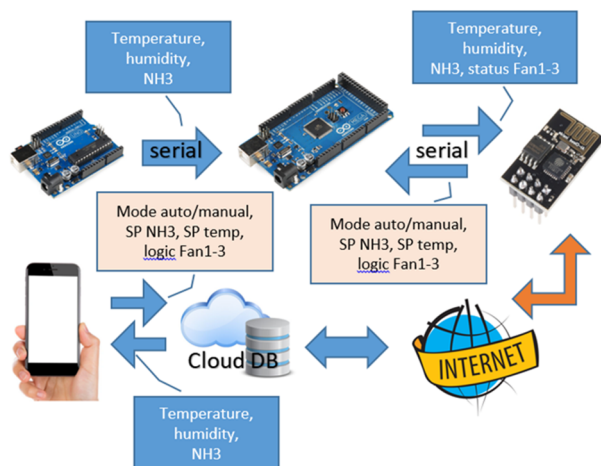 Temperature,
humidity,
NH3
Temperature,
humidity,
NH3, status Fan1-3
serial
serial
Mode auto/manual,
SP NH3, SP temp,
logic Fan1-3
Mode auto/manual,
SP NH3, SP temp,
logic Fan1-3
Cloud DB
INTERNET
Temperature,
humidity,
NH3